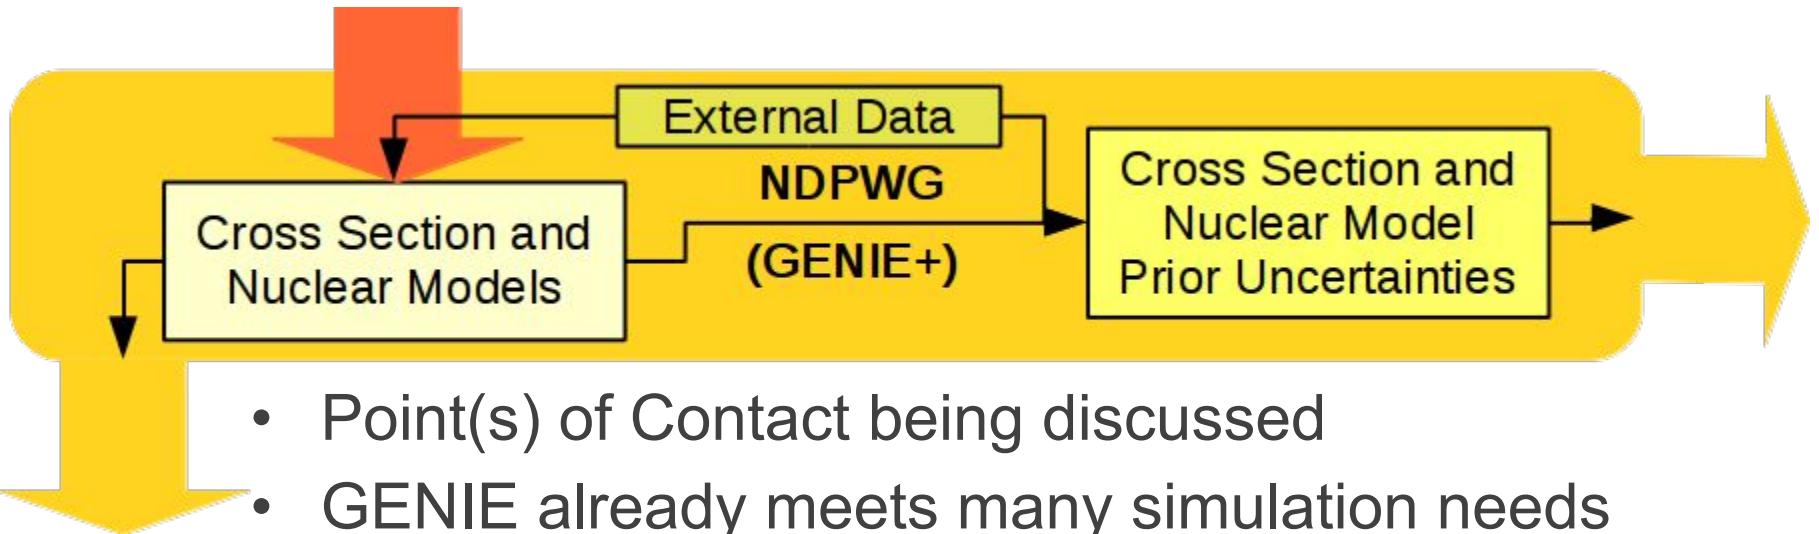 External Data
NDPWG
(GENIE+)
Cross Section and
Nuclear Models
Cross Section and
Nuclear Model
Prior Uncertainties
• Point(s) of Contact being discussed
• GENIE already meets many simulation needs